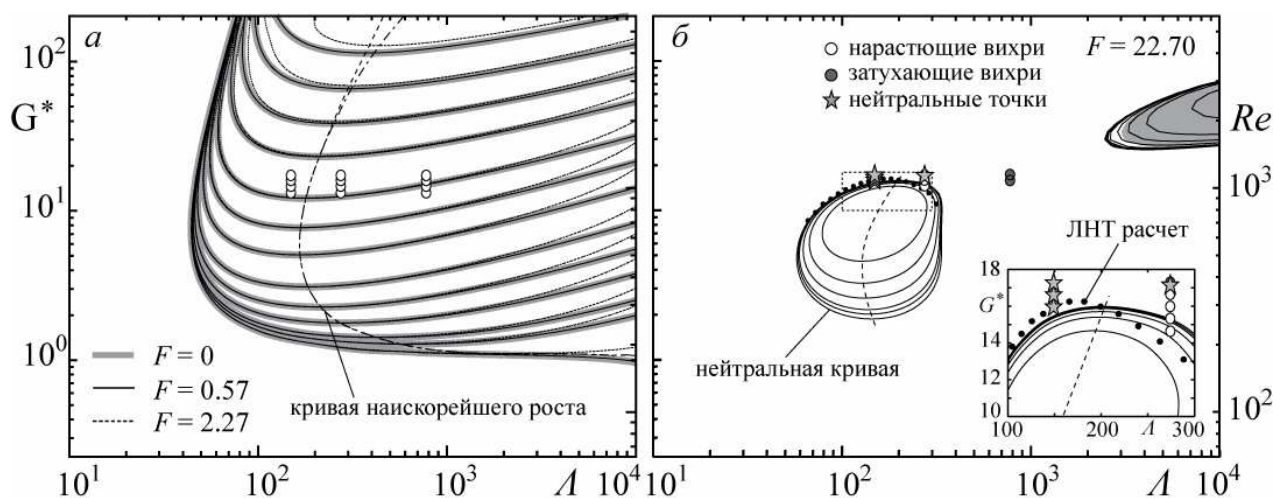 а
б
нарастющие вихри
F = 22.70
затухающие вихри
нейтральные точки
10²
G*
10¹
10⁰
F = 0
F = 0.57
F = 2.27
кривая наискорейшего роста
10¹ 10² 10³ Λ 10⁴
Re
10³
10²
ЛНТ расчет
нейтральная кривая
18
G*
16
14
12
10
100 200 Λ 300
10¹ 10² 10³ Λ 10⁴